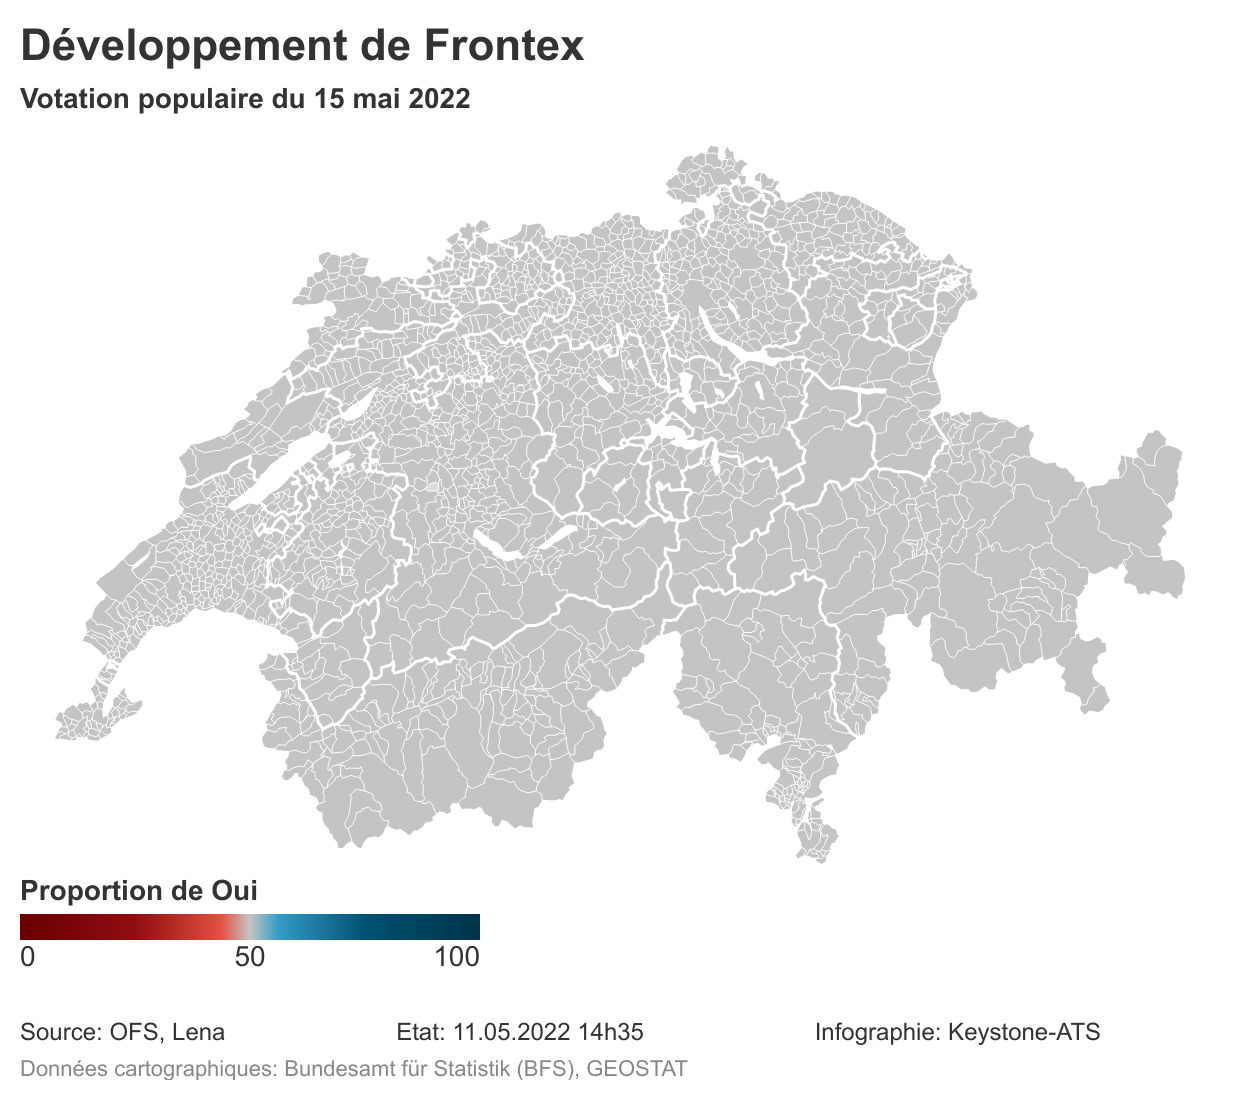 Développement de Frontex
Votation populaire du 15 mai 2022
Proportion de Oui
0 50 100
Source: OFS, Lena Etat: 11.05.2022 14h35 Infographie: Keystone-ATS
Données cartographiques: Bundesamt für Statistik (BFS), GEOSTAT